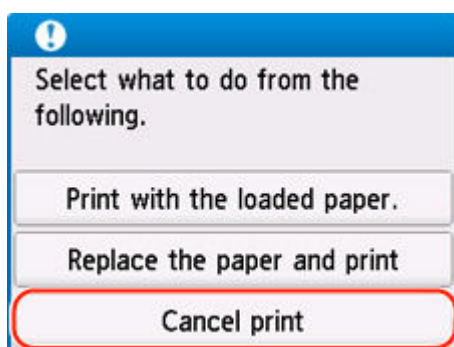 Select what to do from the
following.
Print with the loaded paper.
Replace the paper and print
Cancel print